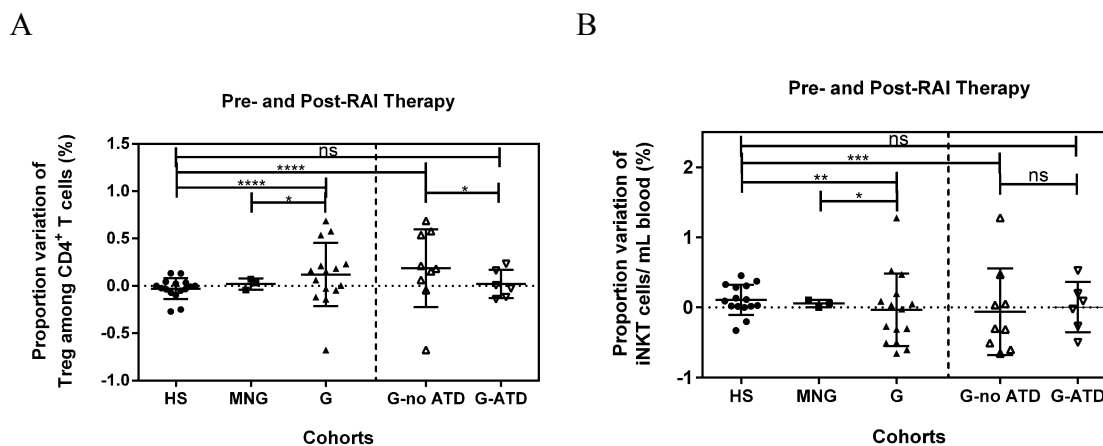 A
Pre- and Post-RAI Therapy
Proportion variation of
Treg among CD4⁺ T cells (%)
1.5
1.0
0.5
0.0
-0.5
-1.0
ns
****
****
*
*
HS
MNG
G
G-no ATD
G-ATD
Cohorts
B
Pre- and Post-RAI Therapy
Proportion variation of
iNKT cells/ mL blood (%)
2
1
0
-1
ns
***
**
ns
*
HS
MNG
G
G-no ATD
G-ATD
Cohorts